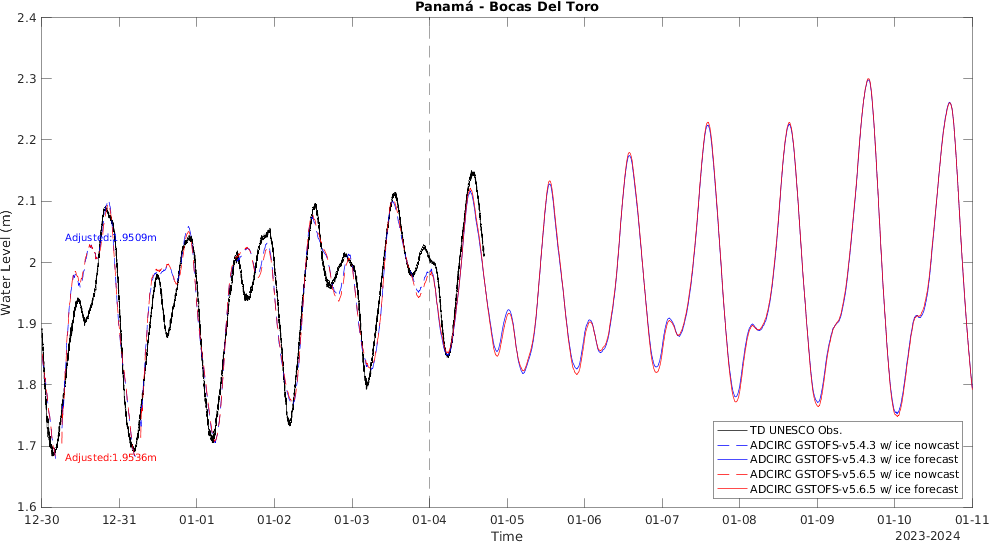 Panamá - Bocas Del Toro
2.4
2.3
2.2
2.1
2
1.9
1.8
1.7
1.6
Water Level (m)
Adjusted:1.9509m
Adjusted:1.9536m
TD UNESCO Obs.
ADCIRC GSTOFS-v5.4.3 w/ ice nowcast
ADCIRC GSTOFS-v5.4.3 w/ ice forecast
ADCIRC GSTOFS-v5.6.5 w/ ice nowcast
ADCIRC GSTOFS-v5.6.5 w/ ice forecast
12-30 12-31 01-01 01-02 01-03 01-04 01-05 01-06 01-07 01-08 01-09 01-10 01-11
Time
2023-2024